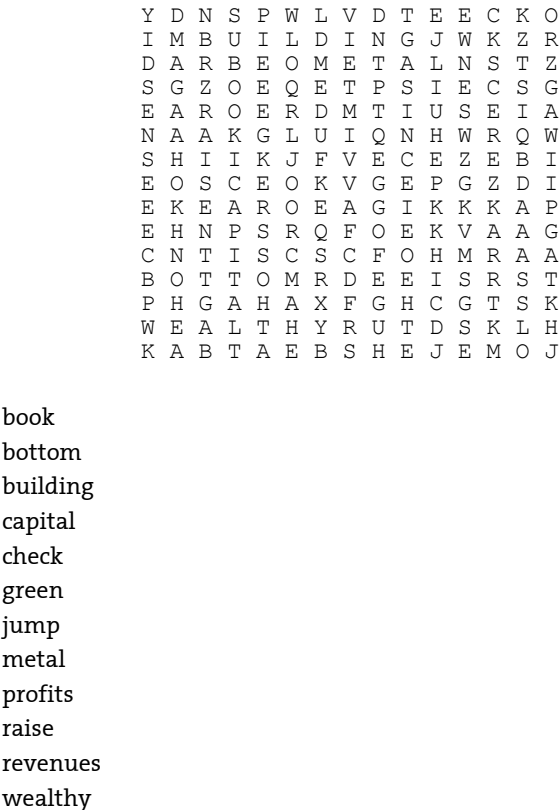 Y D N S P W L V D T E E C K O
I M B U I L D I N G J W K Z R
D A R B E O M E T A L N S T Z
S G Z O E Q E T P S I E C S G
E A R O E R D M T I U S E I A
N A A K G L U I Q N H W R Q W
S H I I K J F V E C E Z E B I
E O S C E O K V G E P G Z D I
E K E A R O E A G I K K K A P
E H N P S R Q F O E K V A A G
C N T I S C S C F O H M R A A
B O T T O M R D E E I S R S T
P H G A H A X F G H C G T S K
W E A L T H Y R U T D S K L H
K A B T A E B S H E J E M O J
book
bottom
building
capital
check
green
jump
metal
profits
raise
revenues
wealthy